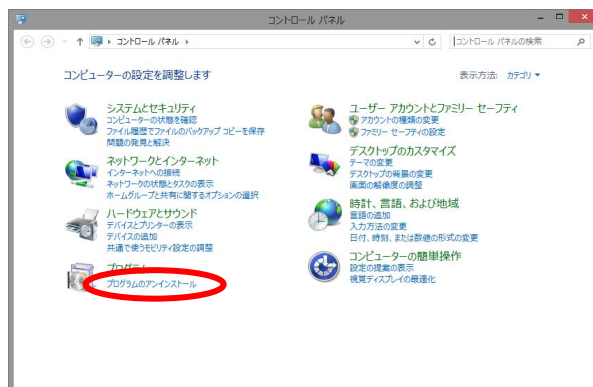 コントロール パネル
コントロール パネル
コントロール パネルの検索
コンピューターの設定を調整します
表示方法: カテゴリ
システムとセキュリティ
コンピューターの状態を確認
ファイル履歴でファイルのバックアップ コピーを保存
問題の発見と解決
ネットワークとインターネット
インターネットへの接続
ネットワークの状態とタスクの表示
ホームグループと共有に関するオプションの選択
ハードウェアとサウンド
デバイスとプリンターの表示
デバイスの追加
共通で使うモビリティ設定の調整
プログラム
プログラムのアンインストール
ユーザー アカウントとファミリー セーフティ
アカウントの種類の変更
ファミリー セーフティの設定
デスクトップのカスタマイズ
テーマの変更
デスクトップの背景の変更
画面の解像度の調整
時計、言語、および地域
言語の追加
入力方法の変更
日付、時刻、または数値の形式の変更
コンピューターの簡単操作
設定の提案の表示
視覚ディスプレイの最適化